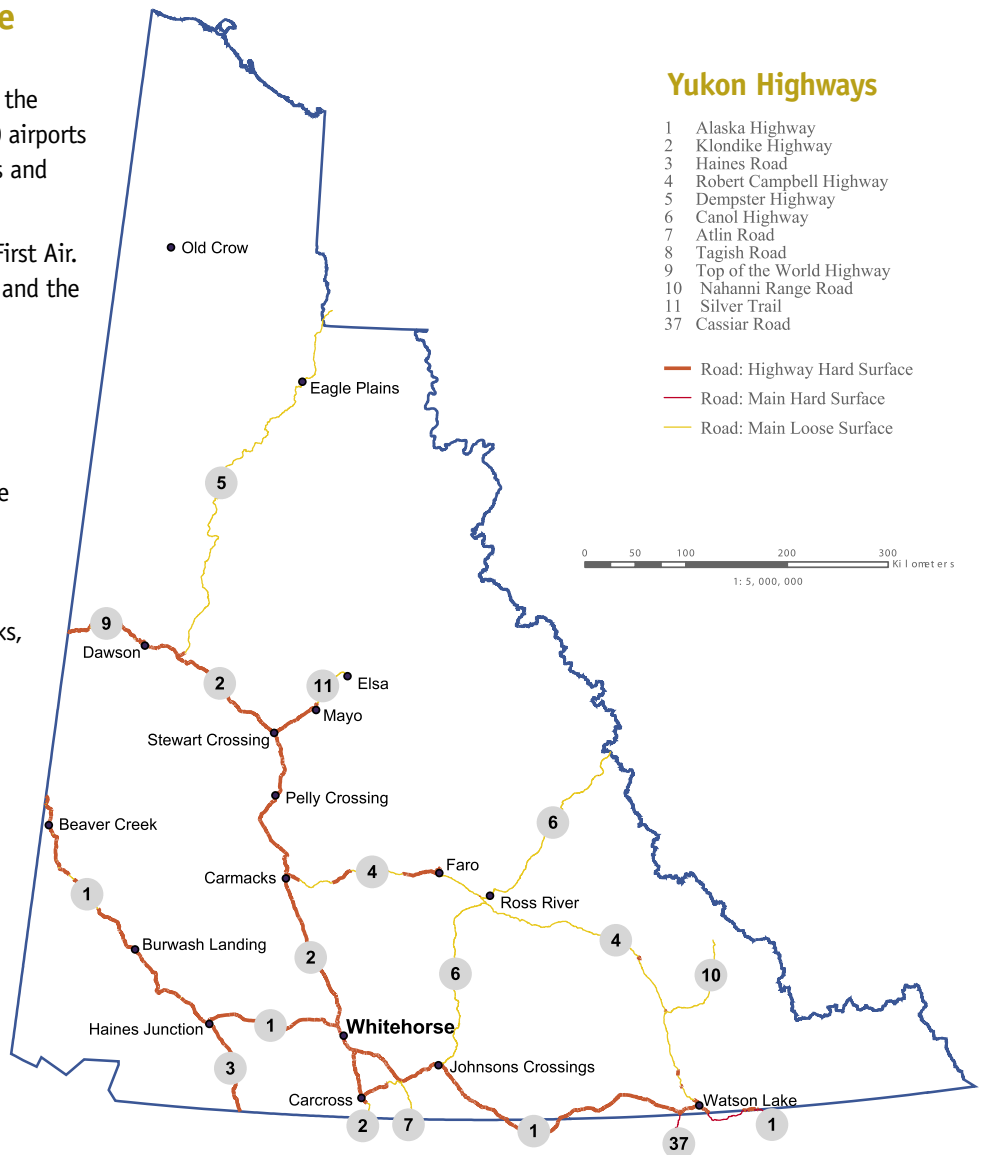 e
the
airports
s and
First Air.
and the
e
ks,
Yukon Highways
1 Alaska Highway
2 Klondike Highway
3 Haines Road
4 Robert Campbell Highway
5 Dempster Highway
6 Canol Highway
7 Atlin Road
8 Tagish Road
9 Top of the World Highway
10 Nahanni Range Road
11 Silver Trail
37 Cassiar Road
Road: Highway Hard Surface
Road: Main Hard Surface
Road: Main Loose Surface
0 50 100 200 300
Kilometers
1: 5,000,000
Old Crow
Eagle Plains
5
9
Dawson
2
11
Elsa
Mayo
Stewart Crossing
Pelly Crossing
Beaver Creek
6
Faro
Carmacks
4
1
Ross River
Burwash Landing
4
2
6
10
Haines Junction
1
Whitehorse
3
Johnsons Crossings
Carcross
Watson Lake
2
7
1
37
1